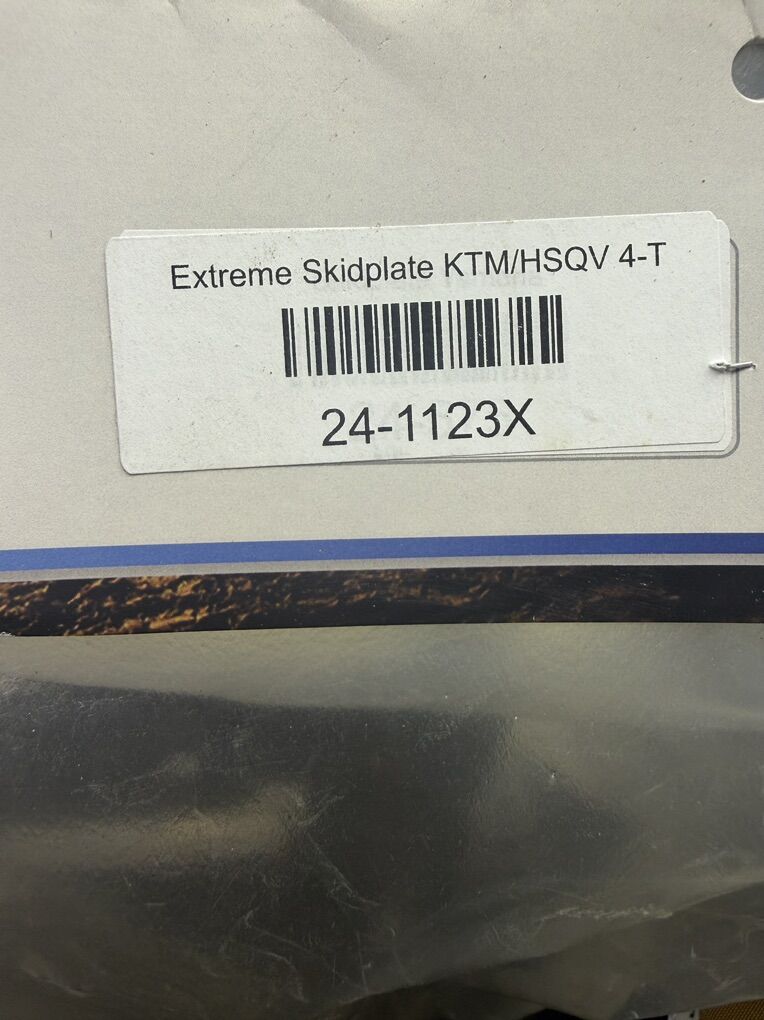 Extreme Skidplate KTM/HSQV 4-T
24-1123X